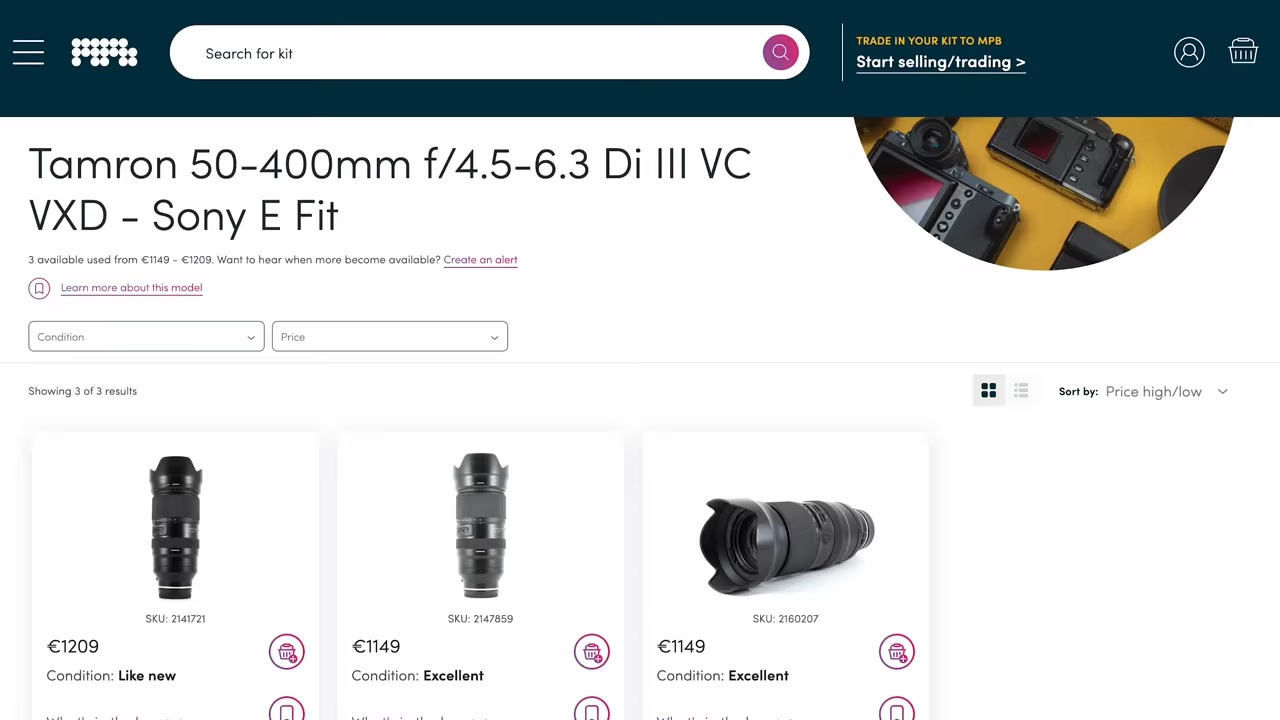 mpb
Search for kit
TRADE IN YOUR KIT TO MPB
Start selling/trading >
Tamron 50-400mm f/4.5-6.3 Di III VC
VXD - Sony E Fit
3 available used from €1149 - €1209. Want to hear when more become available? Create an alert
Learn more about this model
Condition
Price
Showing 3 of 3 results
Sort by: Price high/low
SKU: 2141721
€1209
Condition: Like new
SKU: 2147859
€1149
Condition: Excellent
SKU: 2160207
€1149
Condition: Excellent